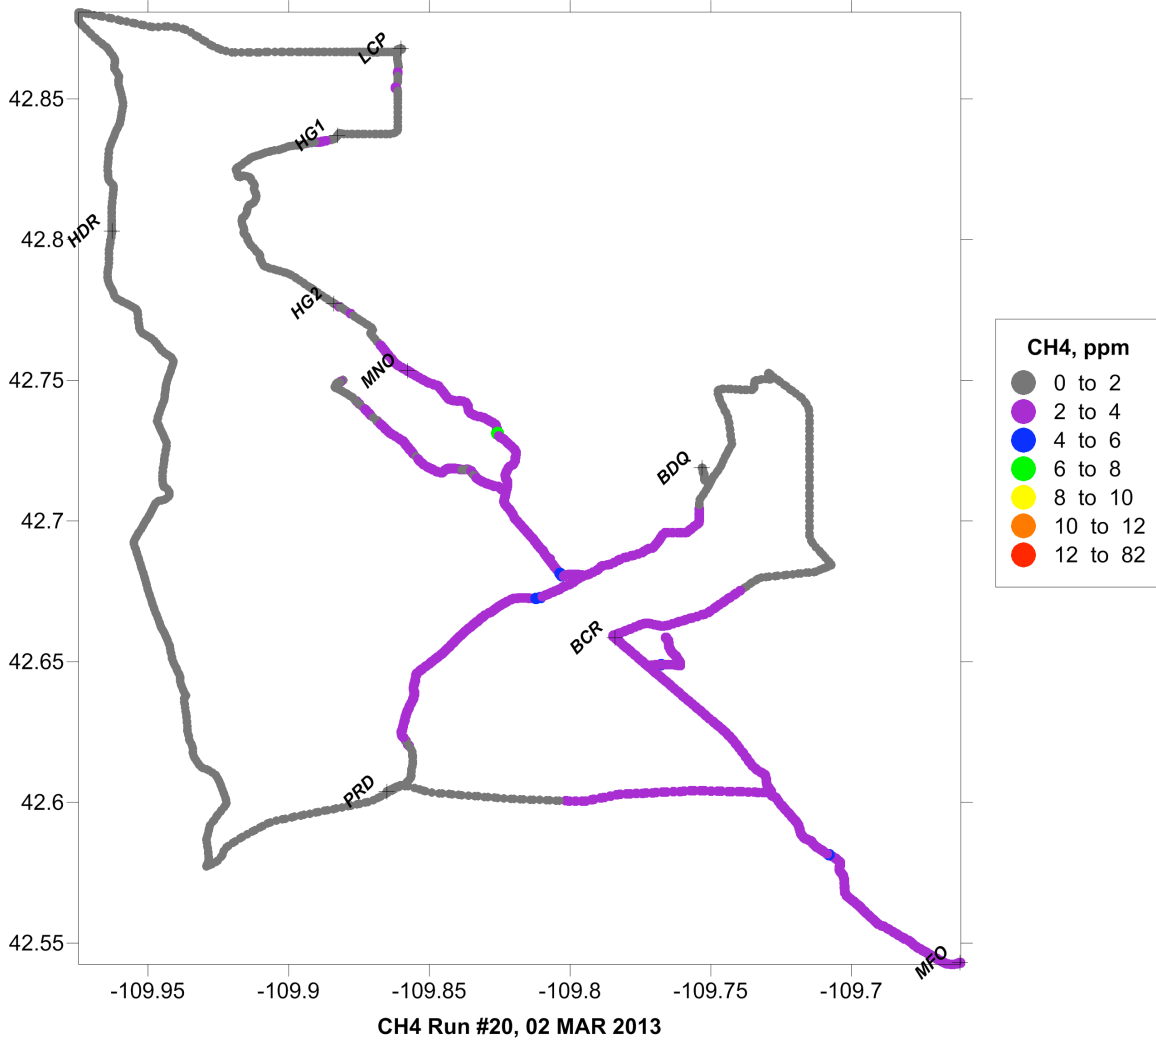 LCP
42.85
HG1
HDR
42.8
HG2
MNO
42.75
BDQ
42.7
BCR
42.65
PRD
42.6
42.55
MFO
-109.95 -109.9 -109.85 -109.8 -109.75 -109.7
CH4 Run #20, 02 MAR 2013
CH4, ppm
0 to 2
2 to 4
4 to 6
6 to 8
8 to 10
10 to 12
12 to 82